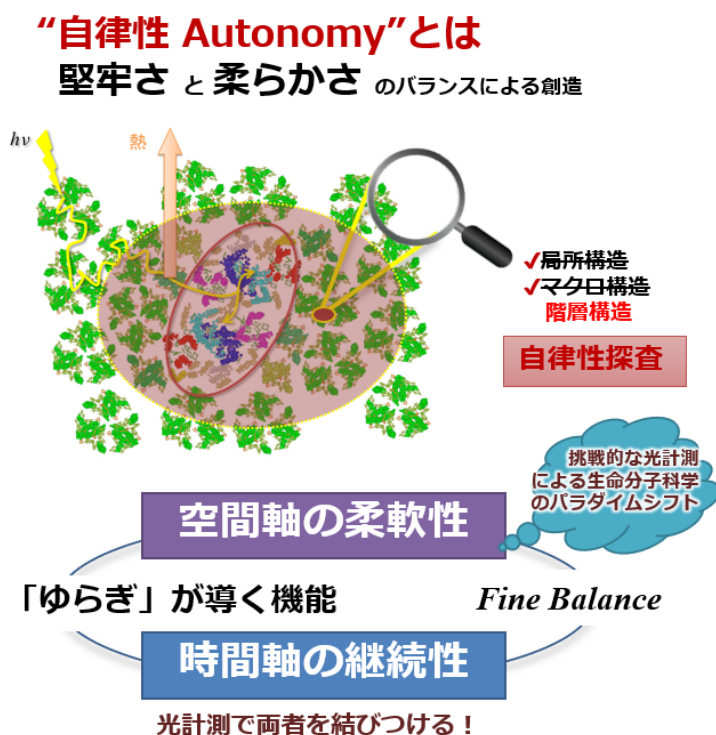 “自律性 Autonomy”とは
堅牢さ と 柔らかさ のバランスによる創造
hν
熱
✓局所構造
✓マクロ構造
階層構造
自律性探査
挑戦的な光計測
による生命分子科学
のパラダイムシフト
空間軸の柔軟性
「ゆらぎ」が導く機能
Fine Balance
時間軸の継続性
光計測で両者を結びつける！